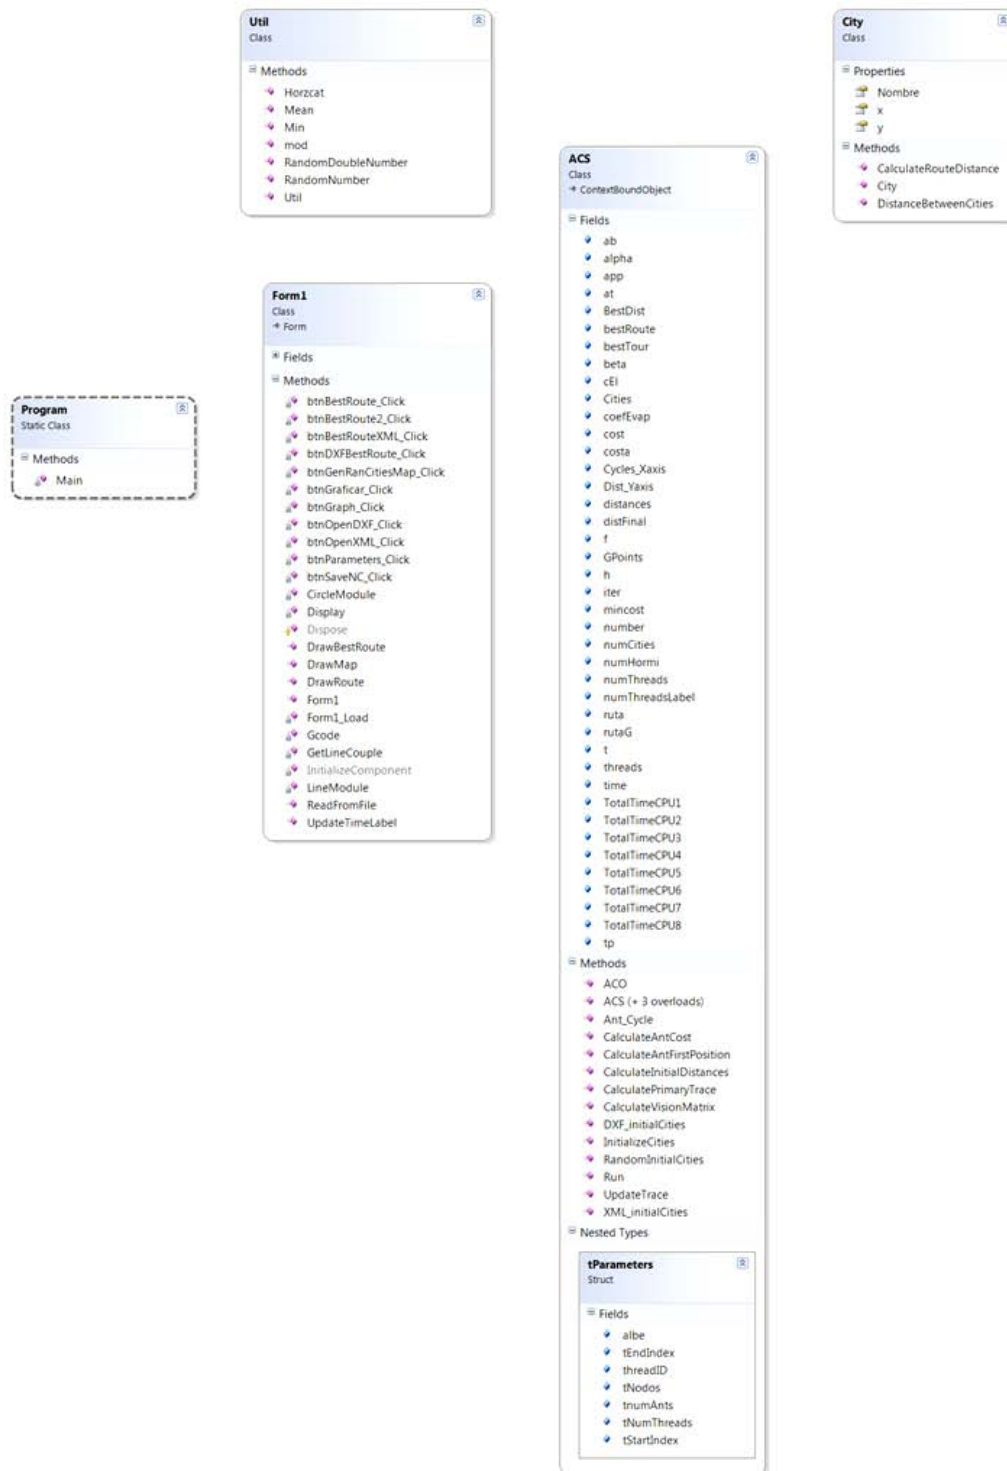 Util
Class
Methods
Horzcat
Mean
Min
mod
RandomDoubleNumber
RandomNumber
Util
City
Class
Properties
Nombre
x
y
Methods
CalculateRouteDistance
City
DistanceBetweenCities
Program
Static Class
Methods
Main
Form1
Class
Form
Fields
Methods
btnBestRoute_Click
btnBestRoute2_Click
btnBestRouteXML_Click
btnDXFBestRoute_Click
btnGenRanCitiesMap_Click
btnGraficar_Click
btnGraph_Click
btnOpenDXF_Click
btnOpenXML_Click
btnParameters_Click
btnSaveNC_Click
CircleModule
Display
Dispose
DrawBestRoute
DrawMap
DrawRoute
Form1
Form1_Load
Gcode
GetLineCouple
InitializeComponent
LineModule
ReadFromFile
UpdateTimeLabel
ACS
Class
ContextBoundObject
Fields
ab
alpha
app
at
BestDist
bestRoute
bestTour
beta
cEl
Cities
coefEvap
cost
costa
Cycles_Xaxis
Dist_Yaxis
distances
distFinal
f
GPoints
h
iter
mincost
number
numCities
numHormi
numThreads
numThreadsLabel
ruta
rutaG
t
threads
time
TotalTimeCPU1
TotalTimeCPU2
TotalTimeCPU3
TotalTimeCPU4
TotalTimeCPU5
TotalTimeCPU6
TotalTimeCPU7
TotalTimeCPU8
tp
Methods
ACO
ACS (+ 3 overloads)
Ant_Cycle
CalculateAntCost
CalculateAntFirstPosition
CalculateInitialDistances
CalculatePrimaryTrace
CalculateVisionMatrix
DXF_initialCities
InitializeCities
RandomInitialCities
Run
UpdateTrace
XML_initialCities
Nested Types
tParameters
Struct
Fields
albe
tEndIndex
threadID
tNodos
tnumAnts
tNumThreads
tStartIndex